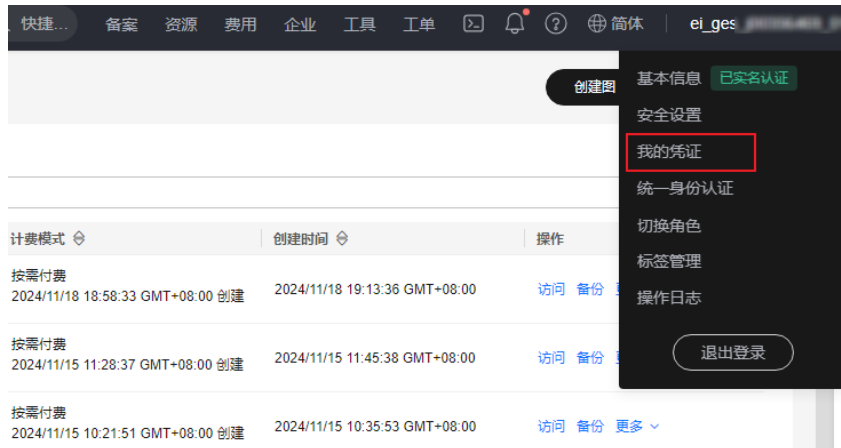 快捷... 备案 资源 费用 企业 工具 工单 简体 ei_ges
基本信息 已实名认证
创建图
安全设置
我的凭证
统一身份认证
切换角色
标签管理
操作日志
退出登录
计费模式 创建时间 操作
按需付费
2024/11/18 18:58:33 GMT+08:00 创建 2024/11/18 19:13:36 GMT+08:00 访问 备份
按需付费
2024/11/15 11:28:37 GMT+08:00 创建 2024/11/15 11:45:38 GMT+08:00 访问 备份
按需付费
2024/11/15 10:21:51 GMT+08:00 创建 2024/11/15 10:35:53 GMT+08:00 访问 备份 更多